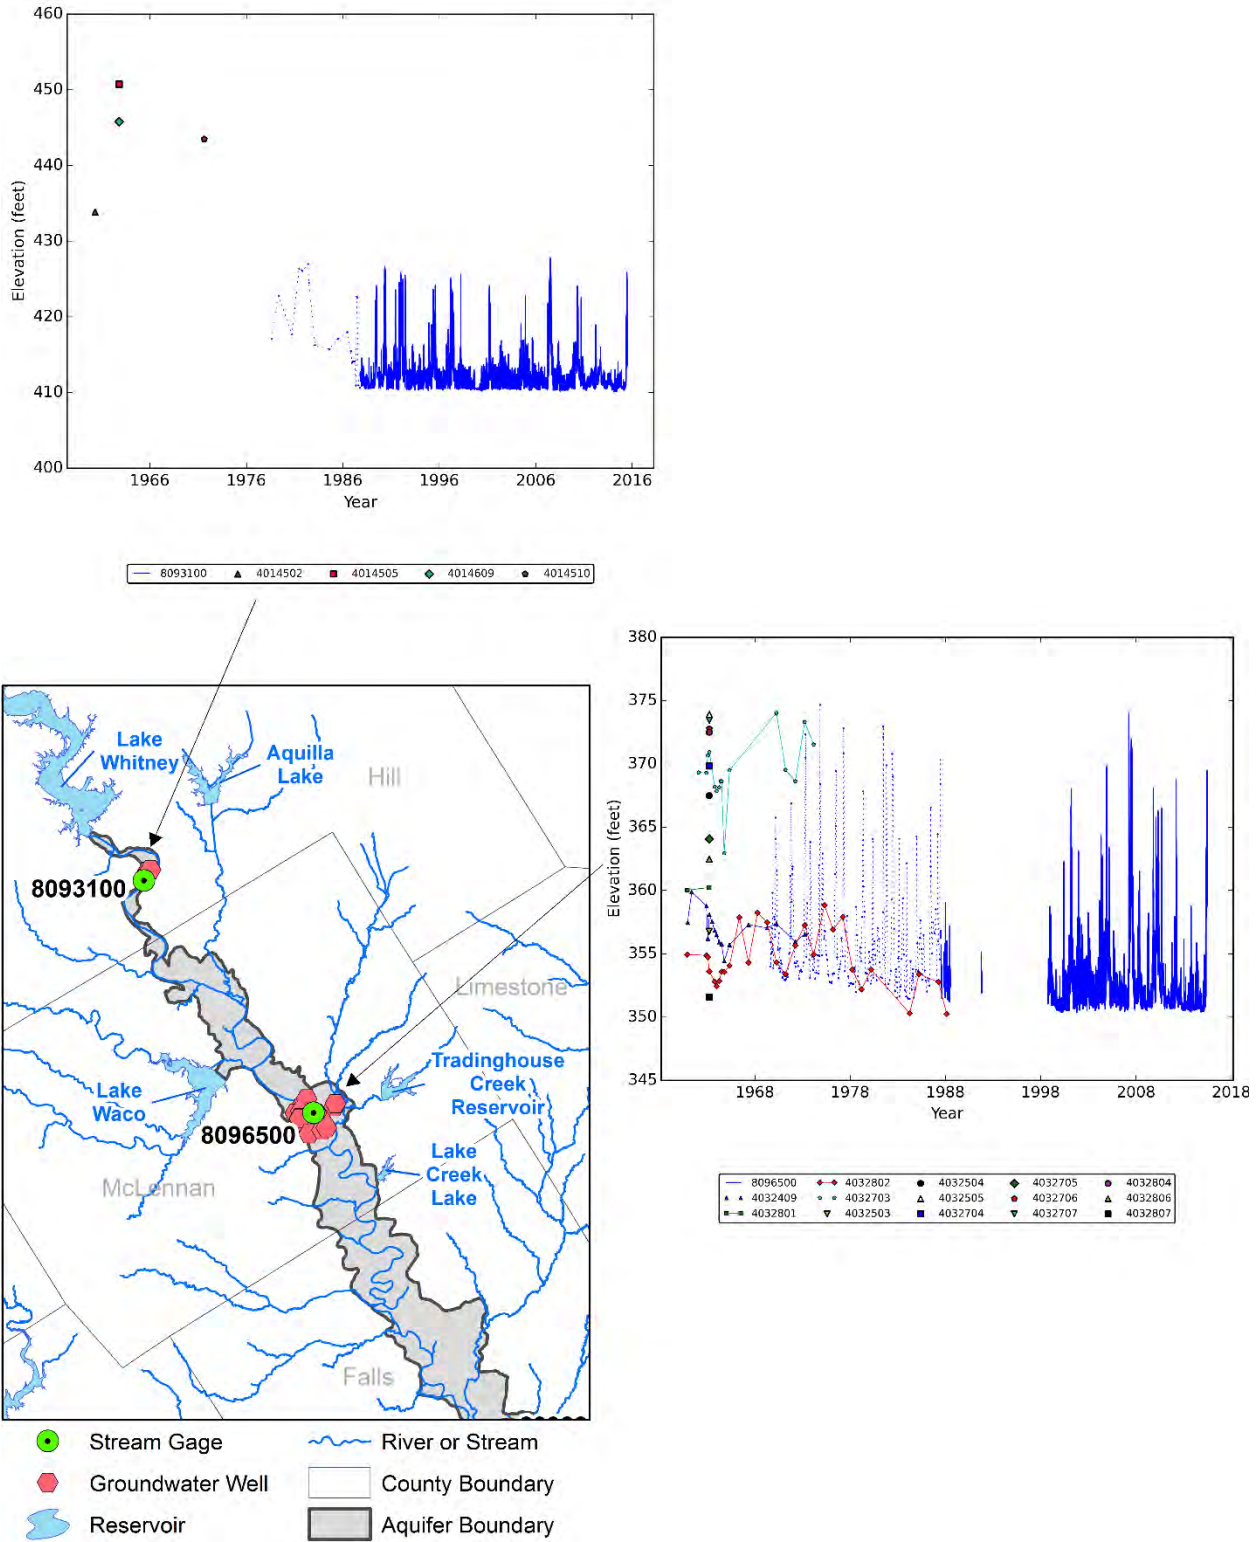 460
450
440
430
420
410
400
Elevation (feet)
1966 1976 1986 1996 2006 2016
Year
8093100 4014502 4014505 4014609 4014510
380
375
370
365
360
355
350
345
Elevation (feet)
1968 1978 1988 1998 2008 2018
Year
8096500 4032802 4032504 4032705 4032804
4032409 4032703 4032505 4032706 4032806
4032801 4032503 4032704 4032707 4032807
Lake
Whitney
Aquilla
Lake
Hill
8093100
Limestone
Tradinghouse
Creek
Reservoir
Lake
Waco
8096500
Lake
Creek
Lake
McLennan
Falls
Stream Gage
River or Stream
Groundwater Well
County Boundary
Reservoir
Aquifer Boundary